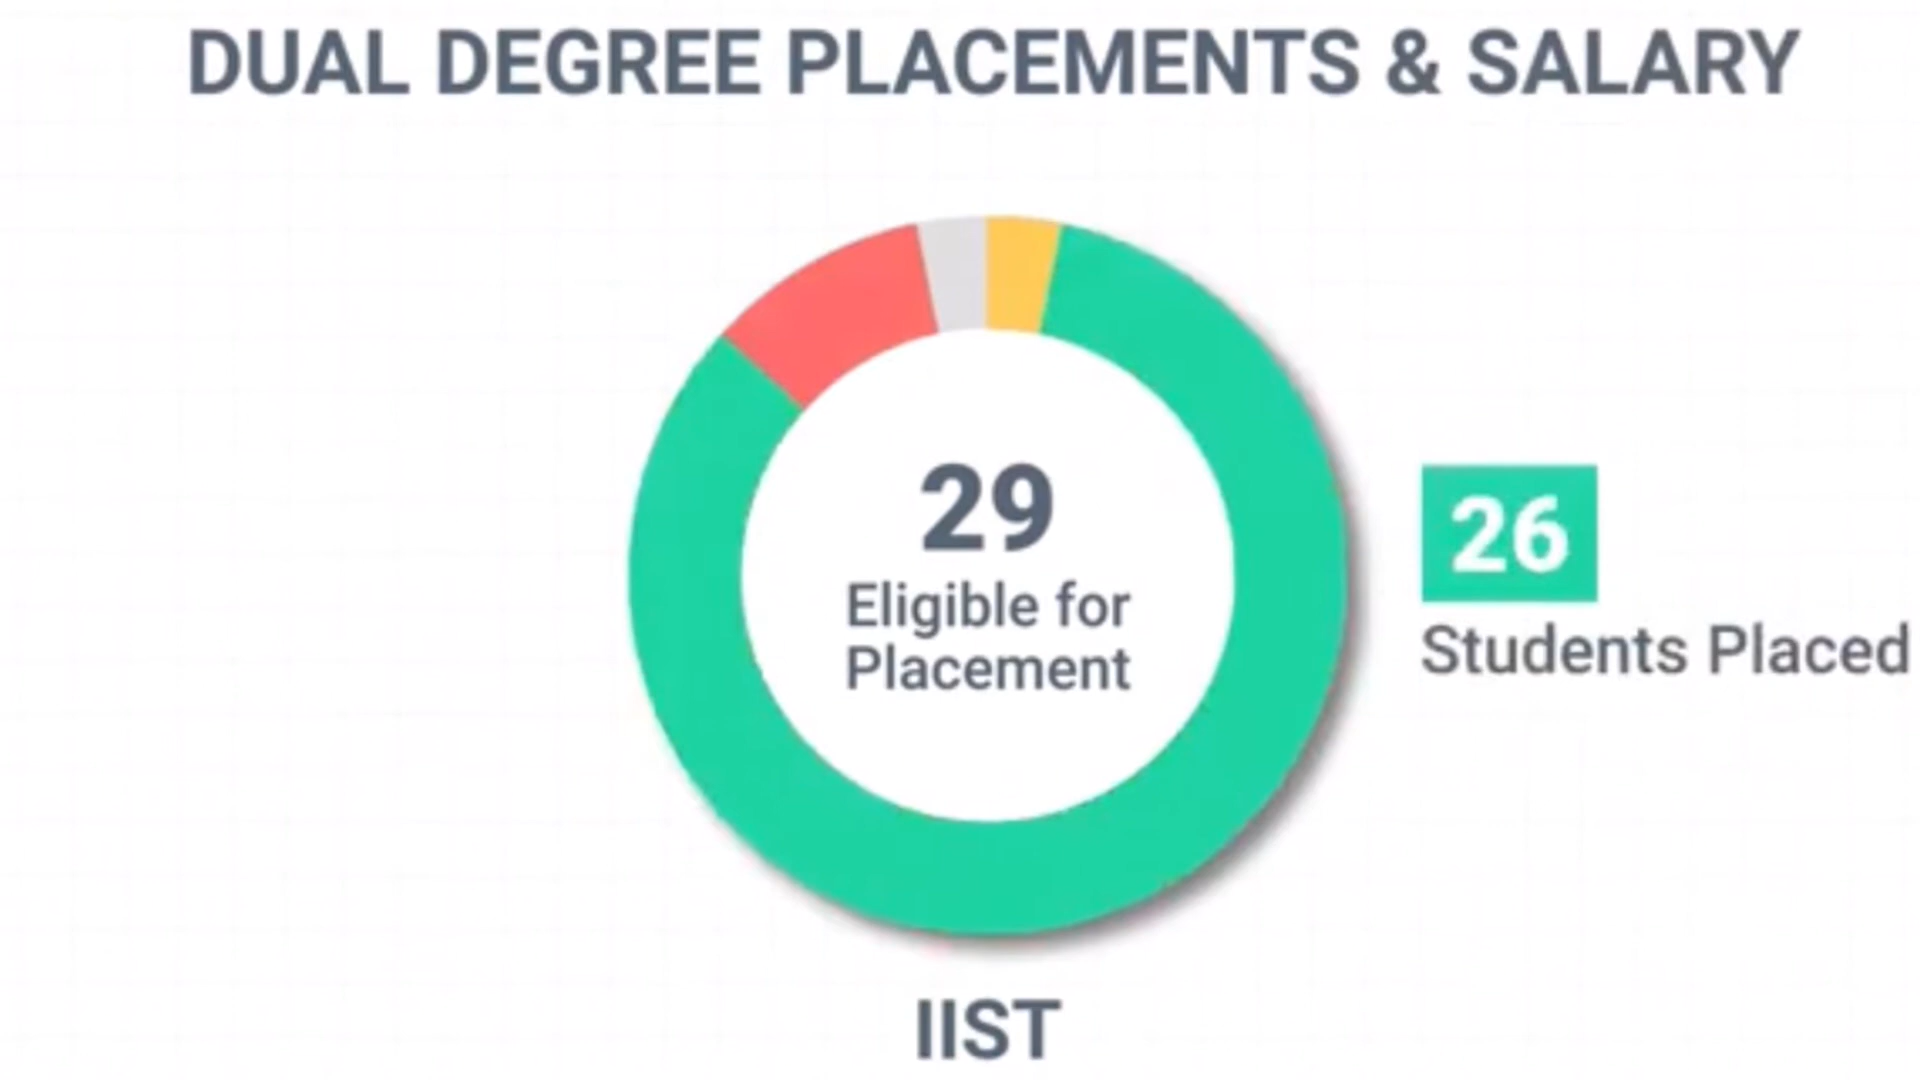 DUAL DEGREE PLACEMENTS & SALARY
29
Eligible for
Placement
26
Students Placed
IIST